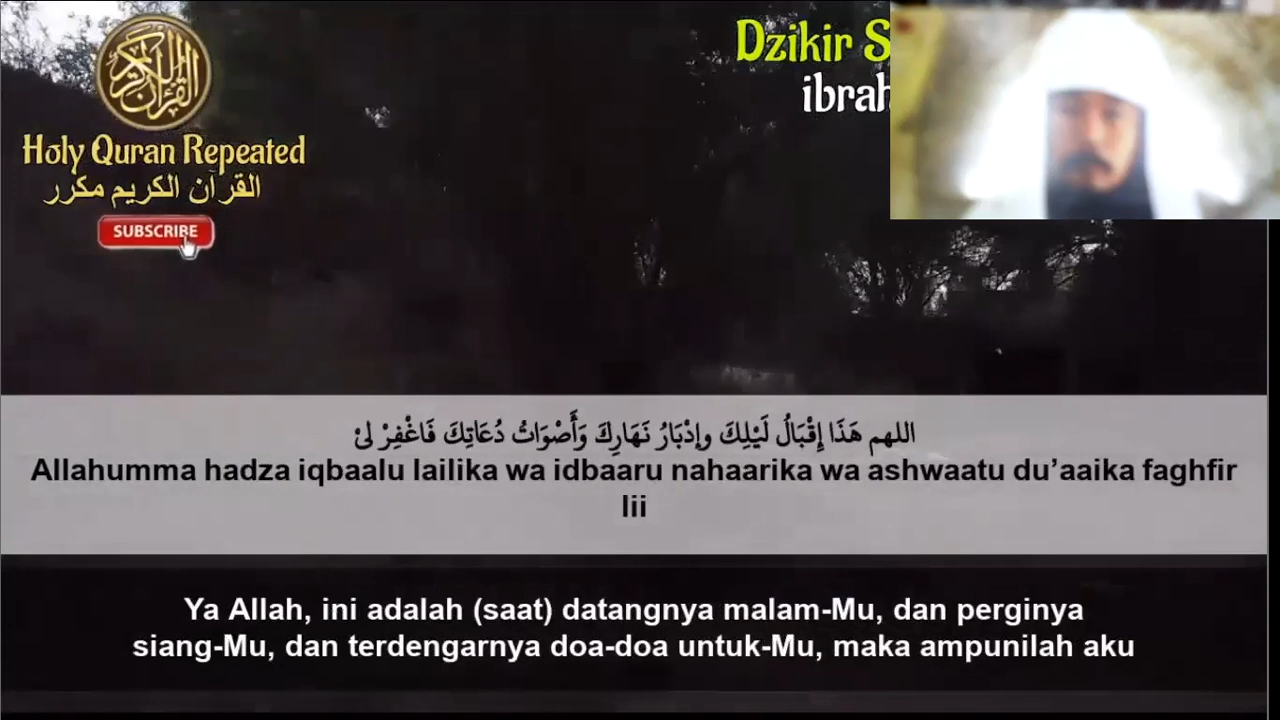 Dzikir
ibrah
القرآن الكريم
Holy Quran Repeated
القرآن الكريم مكرر
SUBSCRIBE
اللهم هَذَا إِقْبَالُ لَيْلِكَ وإِدْبَارُ نَهَارِكَ وَأَصْوَاتُ دُعَاتِكَ فَاغْفِرْ لىْ
Allahumma hadza iqbaalu lailika wa idbaaru nahaarika wa ashwaatu du’aaika faghfir
lii
Ya Allah, ini adalah (saat) datangnya malam-Mu, dan perginya
siang-Mu, dan terdengarnya doa-doa untuk-Mu, maka ampunilah aku